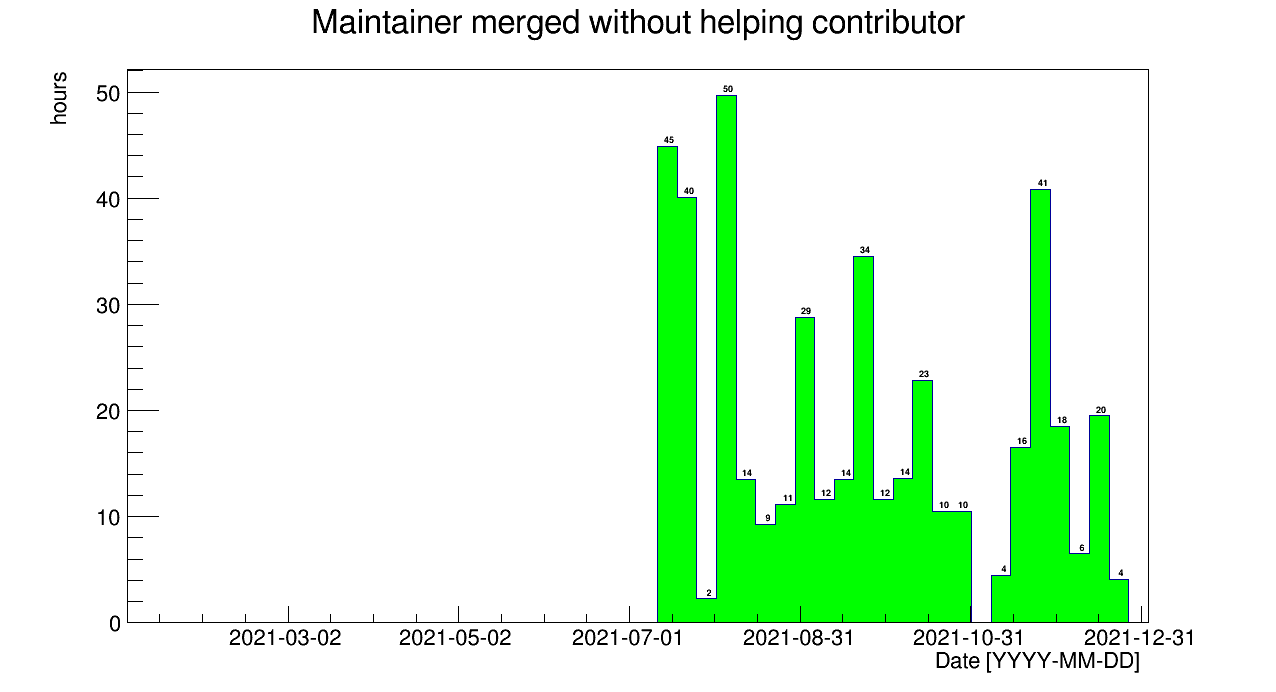 Maintainer merged without helping contributor
hours
50
40
30
20
10
0
45 40 2 50 14 9 11 29 12 14 34 12 14 23 10 10 4 16 41 18 6 20 4
2021-03-02 2021-05-02 2021-07-01 2021-08-31 2021-10-31 2021-12-31
Date [YYYY-MM-DD]